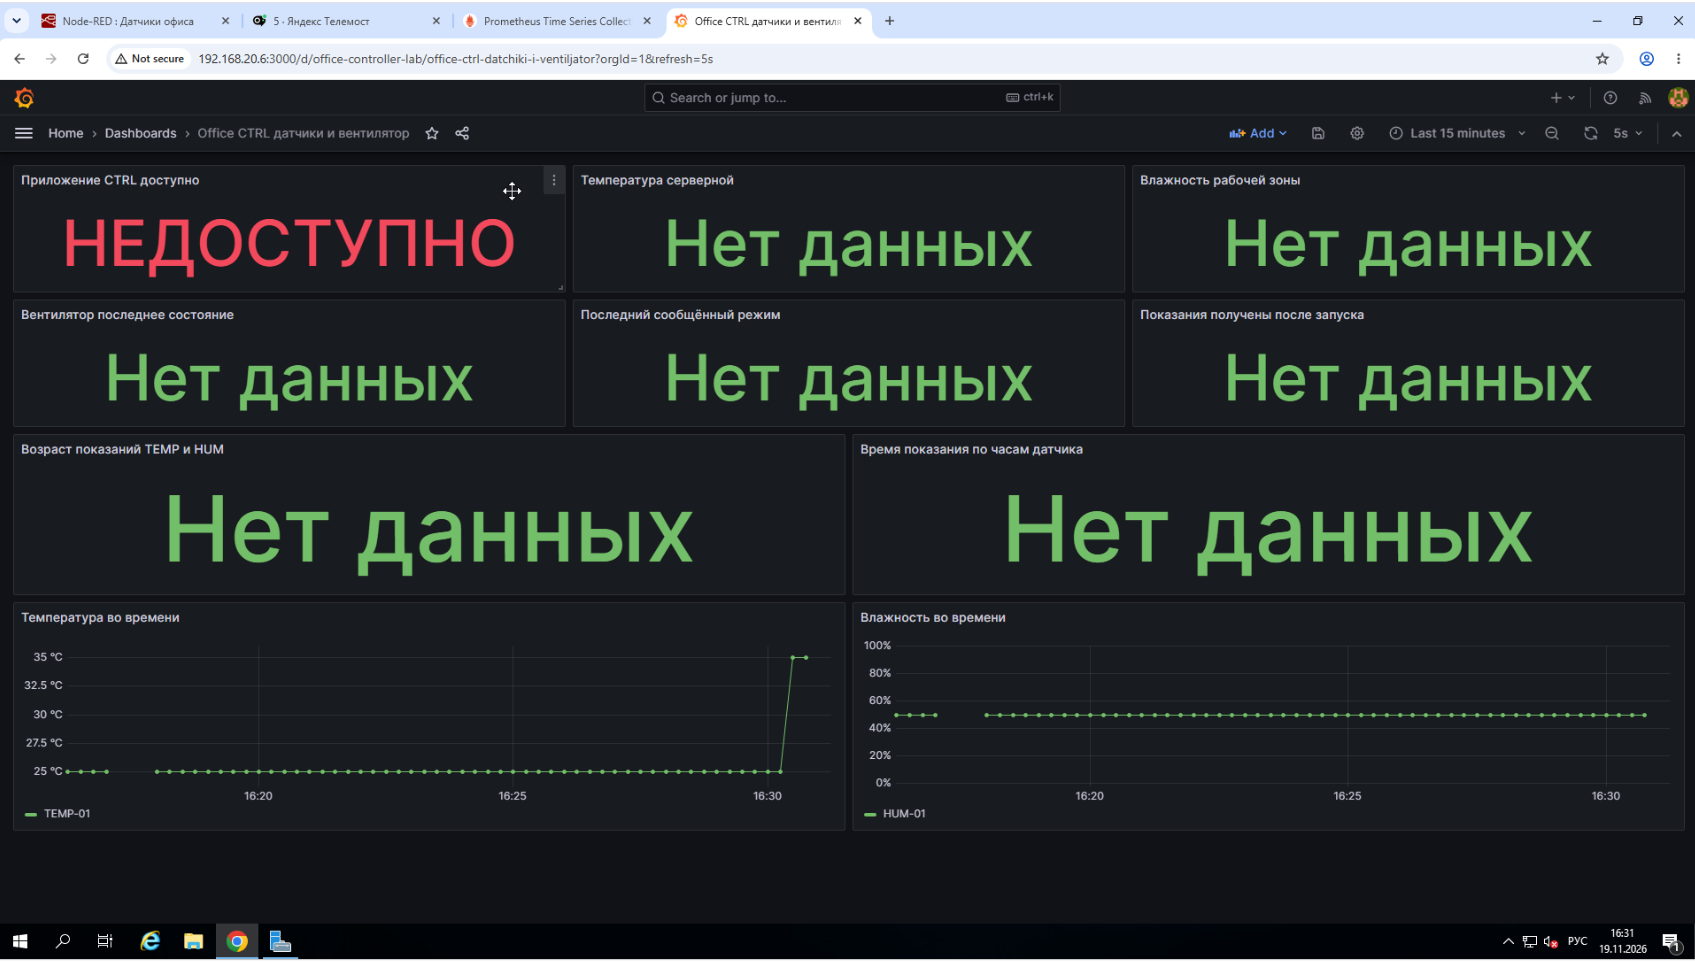 Node-RED : Датчики офиса
5 · Яндекс Телемост
Prometheus Time Series Collect
Office CTRL датчики и вентиля
Not secure
192.168.20.6:3000/d/office-controller-lab/office-ctrl-datchiki-i-ventiljator?orgId=1&refresh=5s
Search or jump to...
ctrl+k
Home › Dashboards › Office CTRL датчики и вентилятор
Add
Last 15 minutes
5s
Приложение CTRL доступно
НЕДОСТУПНО
Температура серверной
Нет данных
Влажность рабочей зоны
Нет данных
Вентилятор последнее состояние
Нет данных
Последний сообщённый режим
Нет данных
Показания получены после запуска
Нет данных
Возраст показаний TEMP и HUM
Нет данных
Время показания по часам датчика
Нет данных
Температура во времени
35 °C
32.5 °C
30 °C
27.5 °C
25 °C
16:20
16:25
16:30
TEMP-01
Влажность во времени
100%
80%
60%
40%
20%
0%
16:20
16:25
16:30
HUM-01
РУС
16:31
19.11.2026
1